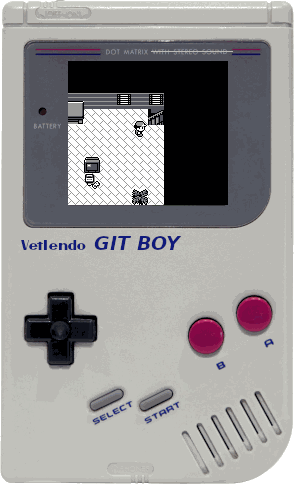 DOT MATRIX WITH STEREO SOUND
BATTERY
Vetlendo GIT BOY
B A
SELECT START